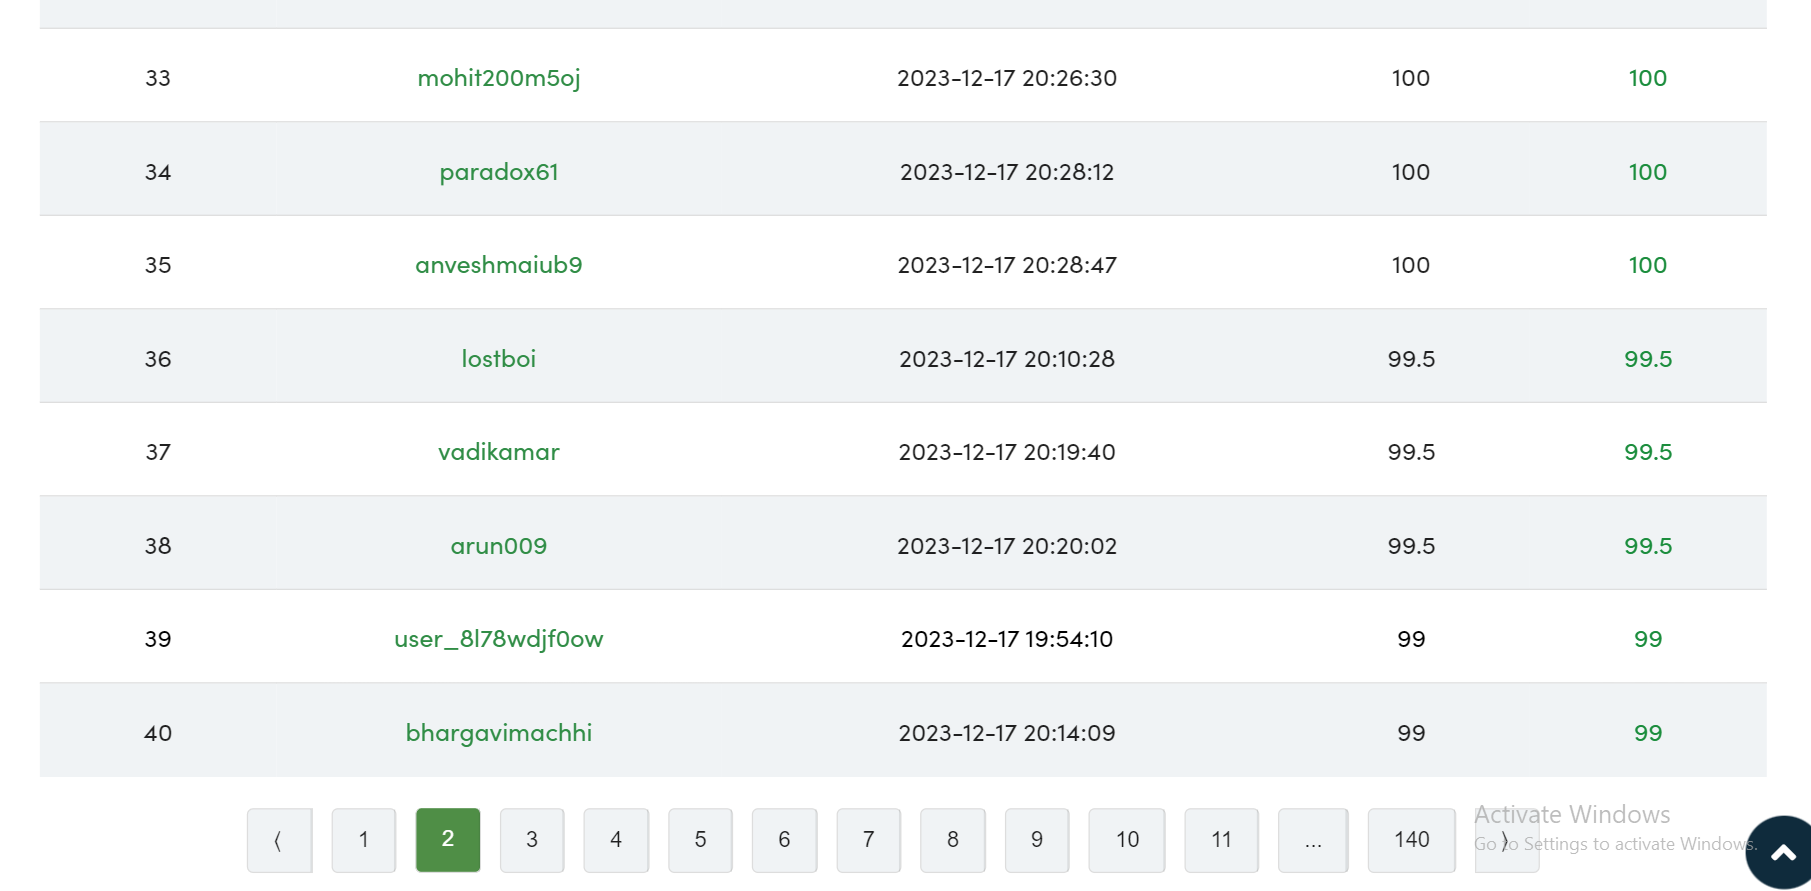 33 mohit200m5oj 2023-12-17 20:26:30 100 100
34 paradox61 2023-12-17 20:28:12 100 100
35 anveshmaiub9 2023-12-17 20:28:47 100 100
36 lostboi 2023-12-17 20:10:28 99.5 99.5
37 vadikamar 2023-12-17 20:19:40 99.5 99.5
38 arun009 2023-12-17 20:20:02 99.5 99.5
39 user_8l78wdjf0ow 2023-12-17 19:54:10 99 99
40 bhargavimachhi 2023-12-17 20:14:09 99 99
⟨ 1 2 3 4 5 6 7 8 9 10 11 ... 140 ⟩
Activate Windows
Go to Settings to activate Windows.